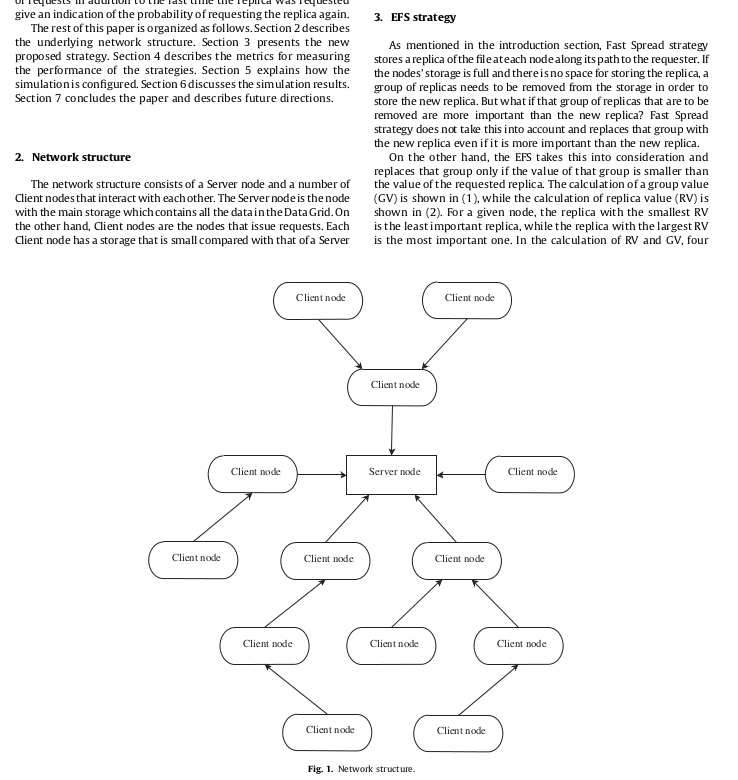 of requests in addition to the last time the replica was requested
give an indication of the probability of requesting the replica again.
The rest of this paper is organized as follows. Section 2 describes
the underlying network structure. Section 3 presents the new
proposed strategy. Section 4 describes the metrics for measuring
the performance of the strategies. Section 5 explains how the
simulation is configured. Section 6 discusses the simulation results.
Section 7 concludes the paper and describes future directions.
2. Network structure
The network structure consists of a Server node and a number of
Client nodes that interact with each other. The Server node is the node
with the main storage which contains all the data in the Data Grid. On
the other hand, Client nodes are the nodes that issue requests. Each
Client node has a storage that is small compared with that of a Server
3. EFS strategy
As mentioned in the introduction section, Fast Spread strategy
stores a replica of the file at each node along its path to the requester. If
the nodes' storage is full and there is no space for storing the replica, a
group of replicas needs to be removed from the storage in order to
store the new replica. But what if that group of replicas that are to be
removed are more important than the new replica? Fast Spread
strategy does not take this into account and replaces that group with
the new replica even if it is more important than the new replica.
On the other hand, the EFS takes this into consideration and
replaces that group only if the value of that group is smaller than
the value of the requested replica. The calculation of a group value
(GV) is shown in (1), while the calculation of replica value (RV) is
shown in (2). For a given node, the replica with the smallest RV
is the least important replica, while the replica with the largest RV
is the most important one. In the calculation of RV and GV, four
Client node
Client node
Client node
Client node
Server node
Client node
Client node
Client node
Client node
Client node
Client node
Client node
Client node
Client node
Fig. 1. Network structure.